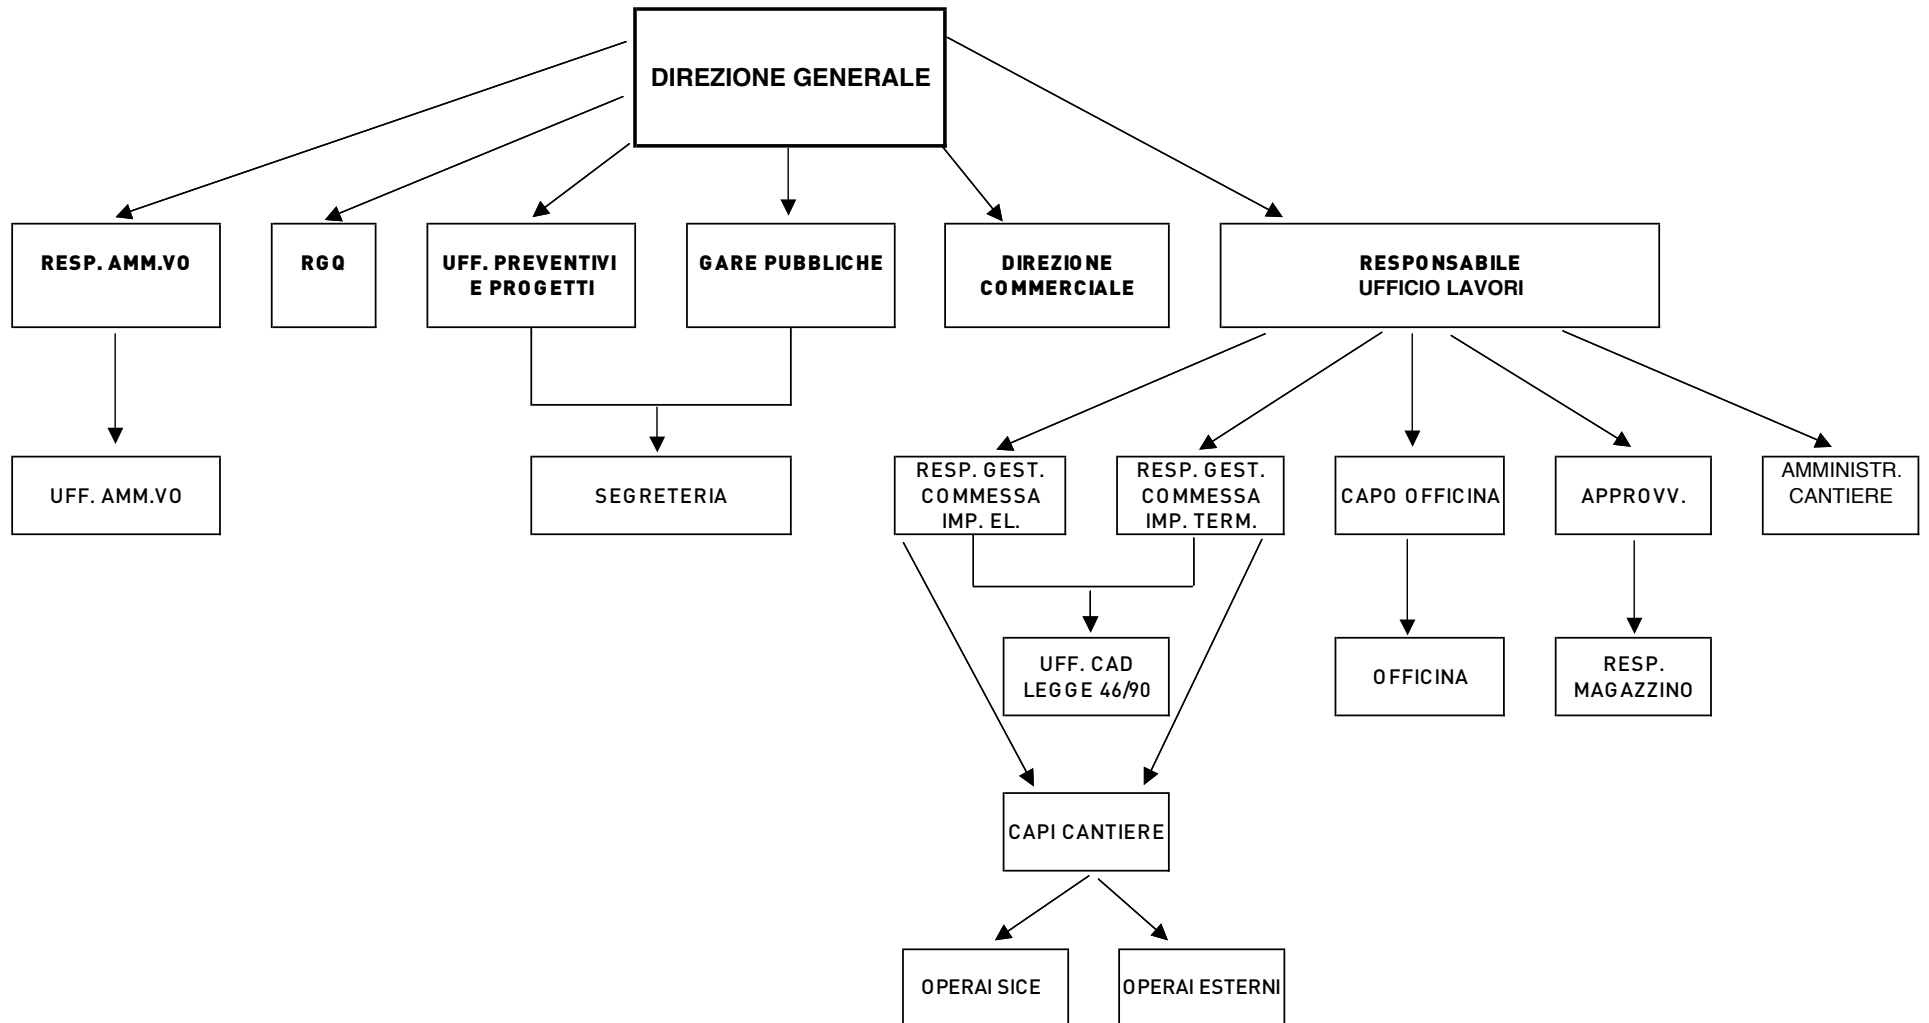 DIREZIONE GENERALE
RESP. AMM.VO
RGQ
UFF. PREVENTIVI
E PROGETTI
GARE PUBBLICHE
DIREZIONE
COMMERCIALE
RESPONSABILE
UFFICIO LAVORI
UFF. AMM.VO
SEGRETERIA
RESP. GEST.
COMMESSA
IMP. EL.
RESP. GEST.
COMMESSA
IMP. TERM.
CAPO OFFICINA
APPROVV.
AMMINISTR.
CANTIERE
UFF. CAD
LEGGE 46/90
OFFICINA
RESP.
MAGAZZINO
CAPI CANTIERE
OPERAI SICE
OPERAI ESTERNI